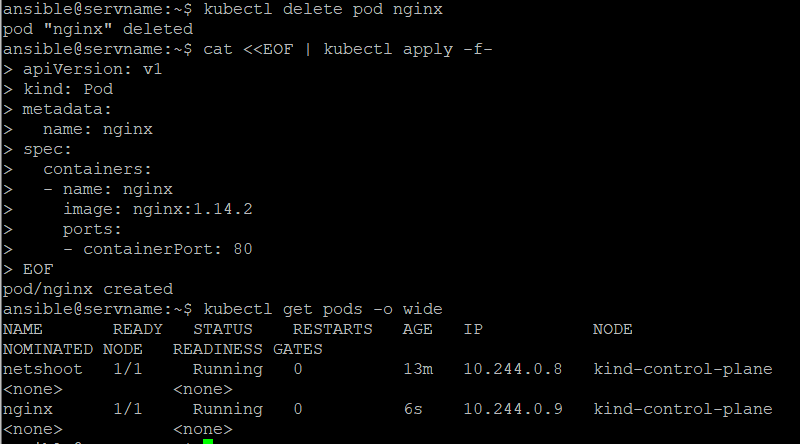 ansible@servname:~$ kubectl delete pod nginx
pod "nginx" deleted
ansible@servname:~$ cat <<EOF | kubectl apply -f-
> apiVersion: v1
> kind: Pod
> metadata:
>   name: nginx
> spec:
>   containers:
>   - name: nginx
>     image: nginx:1.14.2
>     ports:
>     - containerPort: 80
> EOF
pod/nginx created
ansible@servname:~$ kubectl get pods -o wide
NAME       READY   STATUS    RESTARTS   AGE   IP           NODE
NOMINATED NODE   READINESS GATES
netshoot   1/1     Running   0          13m   10.244.0.8   kind-control-plane
<none>           <none>
nginx      1/1     Running   0          6s    10.244.0.9   kind-control-plane
<none>           <none>